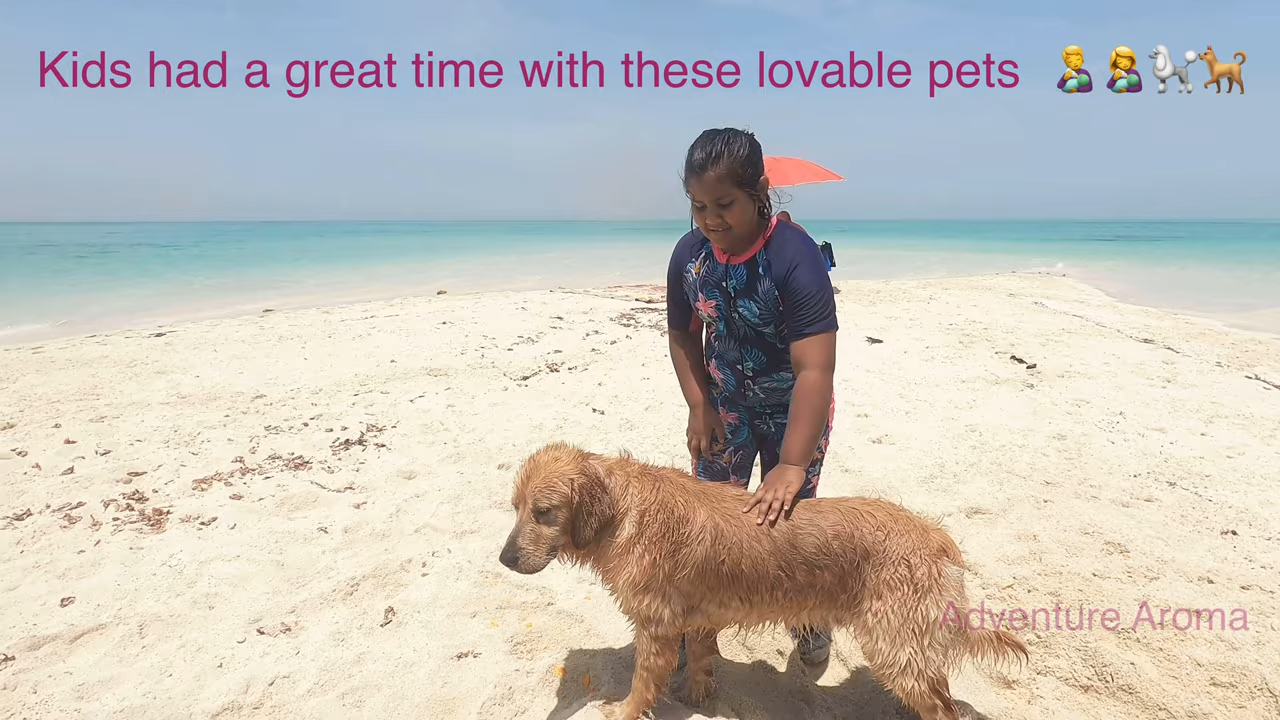 Kids had a great time with these lovable pets 🧑‍🍼👩‍🍼🐩🐕
Adventure Aroma